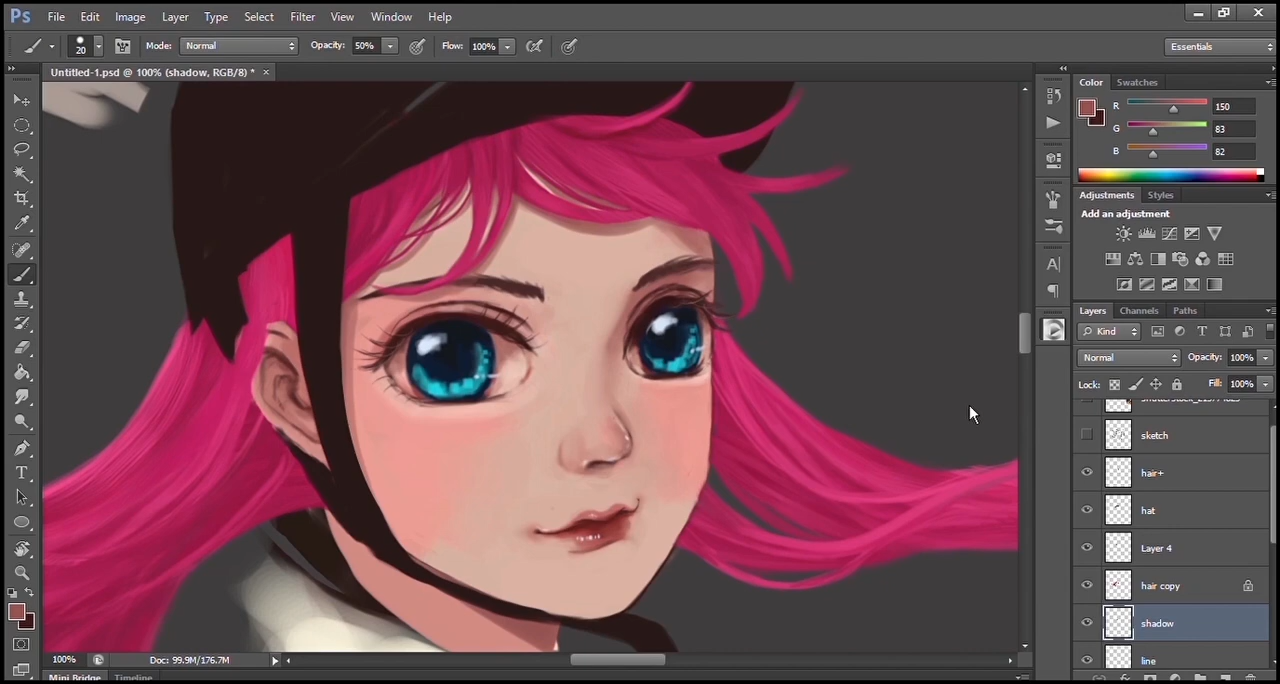 Ps File Edit Image Layer Type Select Filter View Window Help
20 Mode: Normal Opacity: 50% Flow: 100% Essentials
Untitled-1.psd @ 100% (shadow, RGB/8) * ×
Color Swatches
R 150
G 83
B 82
Adjustments Styles
Add an adjustment
Layers Channels Paths
Kind
Normal Opacity: 100%
Lock: Fill: 100%
sketch
hair+
hat
Layer 4
hair copy
shadow
line
100% Doc: 99.9M/176.7M
Mini Bridge Timeline